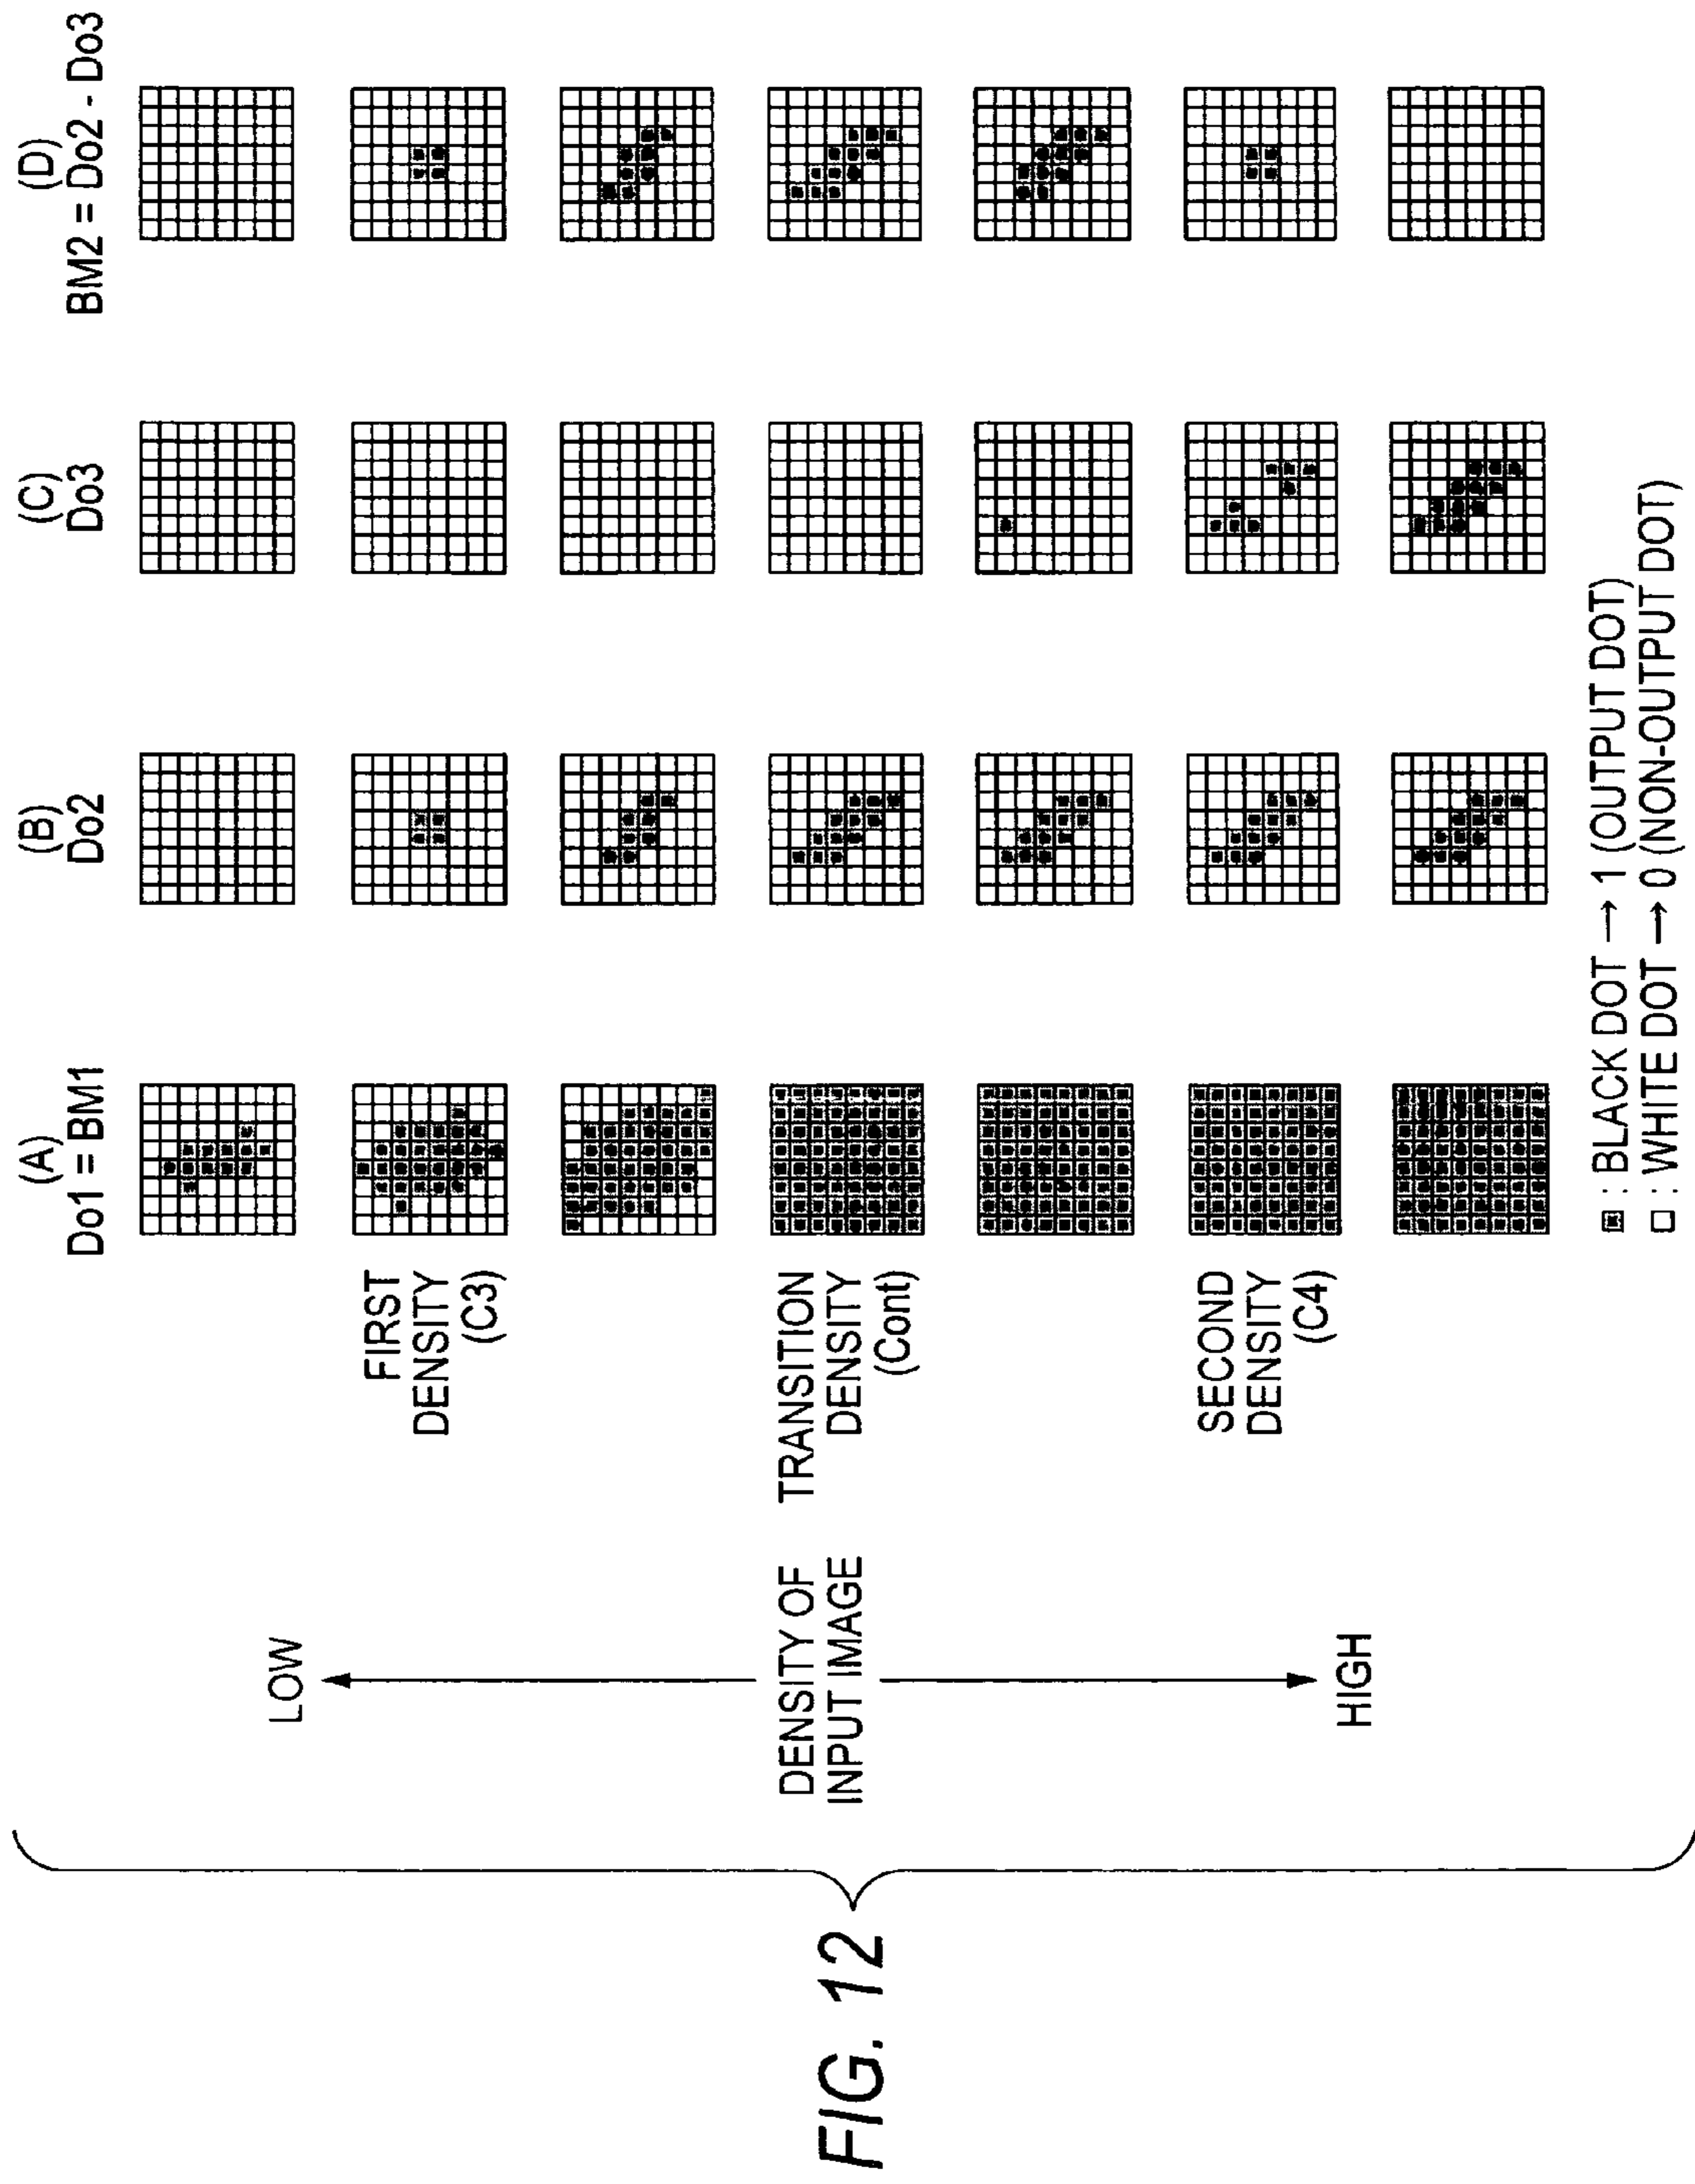 FIG. 12
(A)
Do1 = BM1
(B)
Do2
(C)
Do3
(D)
BM2 = Do2 - Do3
LOW
DENSITY OF
INPUT IMAGE
HIGH
FIRST
DENSITY
(C3)
TRANSITION
DENSITY
(Cont)
SECOND
DENSITY
(C4)
: BLACK DOT → 1 (OUTPUT DOT)
: WHITE DOT → 0 (NON-OUTPUT DOT)